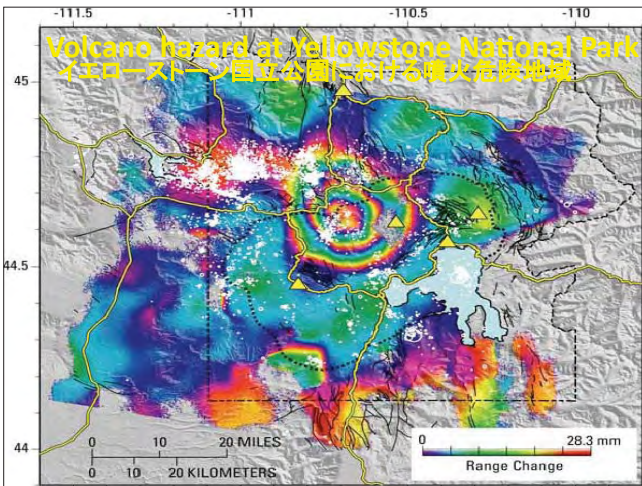 -111.5 -111 -110.5 -110
Volcano hazard at Yellowstone National Park
イエローストーン国立公園における噴火危険地域
45
44.5
44
0 10 20 MILES
0 10 20 KILOMETERS
0 28.3 mm
Range Change